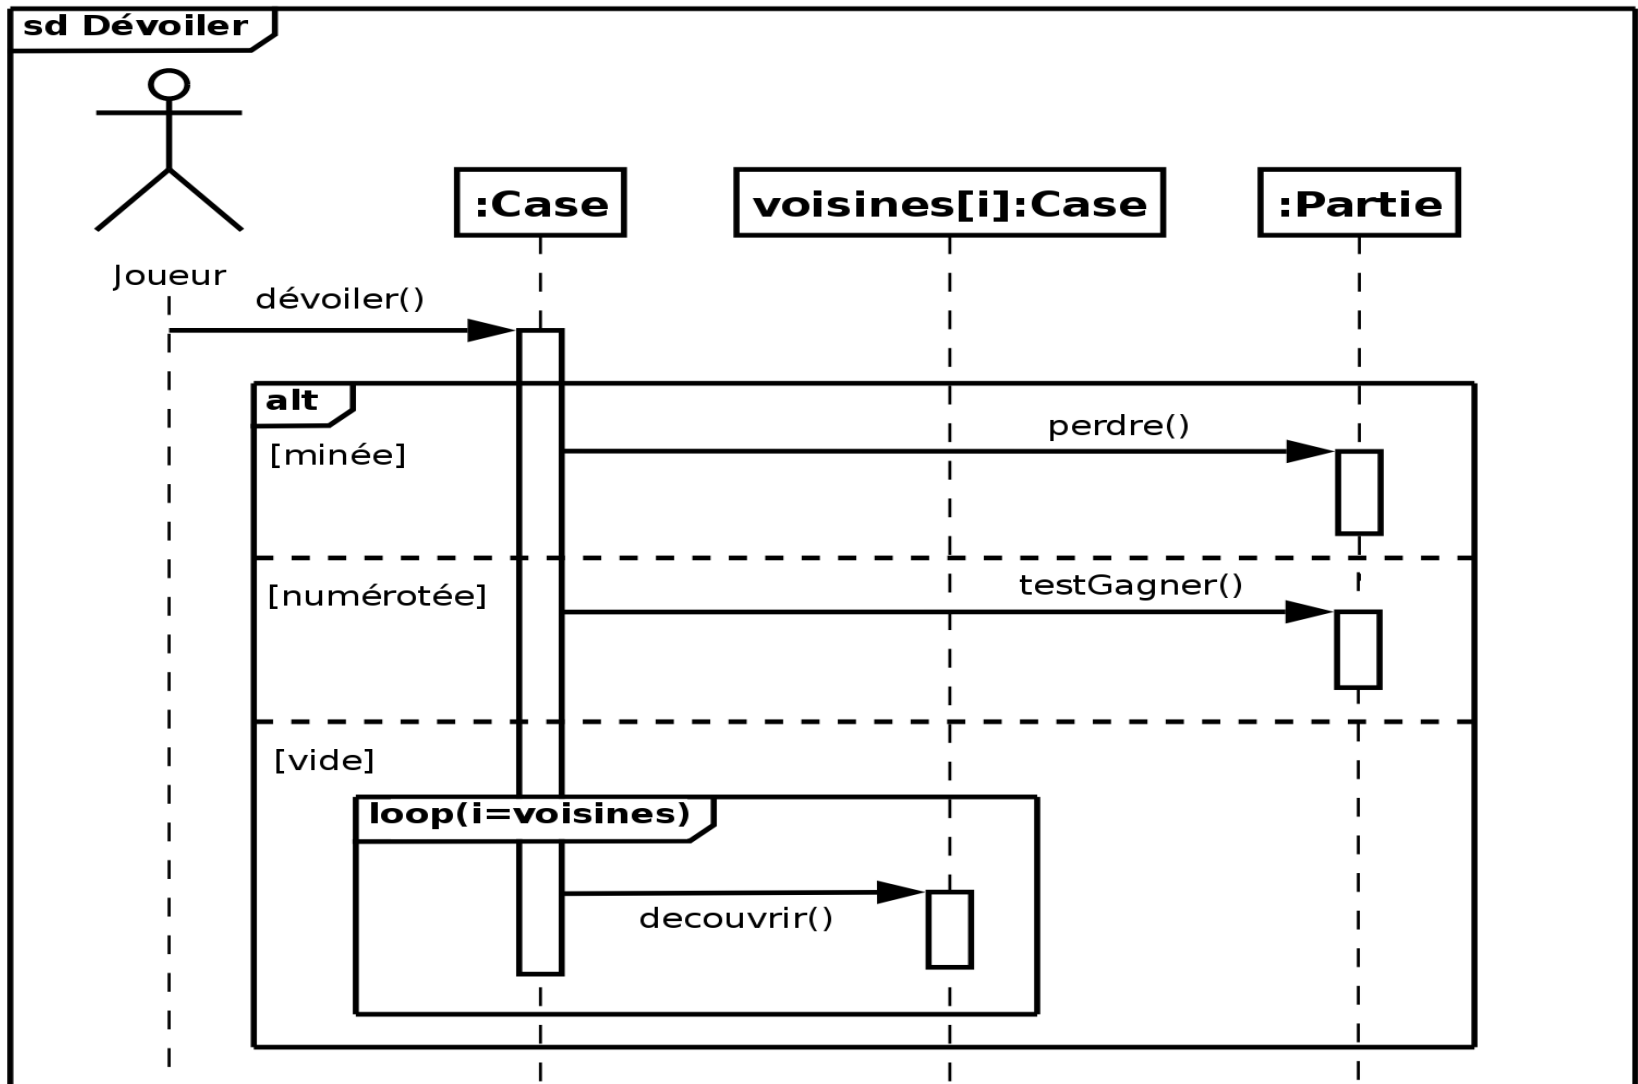 sd Dévoiler
:Case
voisines[i]:Case
:Partie
Joueur
dévoiler()
alt
perdre()
[minée]
testGagner()
[numérotée]
[vide]
loop(i=voisines)
decouvrir()